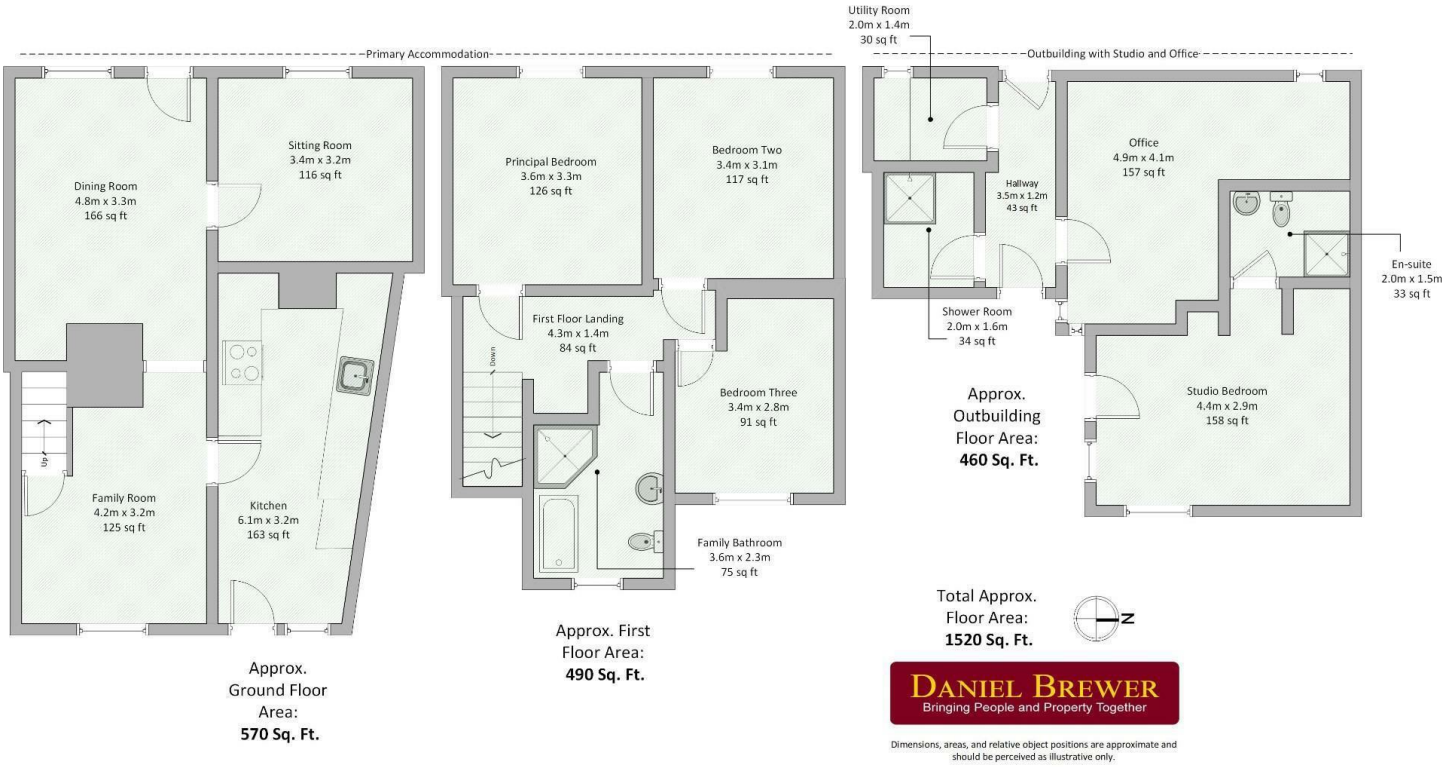 Primary Accommodation
Dining Room
4.8m x 3.3m
166 sq ft
Sitting Room
3.4m x 3.2m
116 sq ft
Up
Family Room
4.2m x 3.2m
125 sq ft
Kitchen
6.1m x 3.2m
163 sq ft
Approx.
Ground Floor
Area:
570 Sq. Ft.
Principal Bedroom
3.6m x 3.3m
126 sq ft
Bedroom Two
3.4m x 3.1m
117 sq ft
First Floor Landing
4.3m x 1.4m
84 sq ft
Down
Bedroom Three
3.4m x 2.8m
91 sq ft
Family Bathroom
3.6m x 2.3m
75 sq ft
Approx. First
Floor Area:
490 Sq. Ft.
Outbuilding with Studio and Office
Utility Room
2.0m x 1.4m
30 sq ft
Office
4.9m x 4.1m
157 sq ft
Hallway
3.5m x 1.2m
43 sq ft
En-suite
2.0m x 1.5m
33 sq ft
Shower Room
2.0m x 1.6m
34 sq ft
Studio Bedroom
4.4m x 2.9m
158 sq ft
Approx.
Outbuilding
Floor Area:
460 Sq. Ft.
Total Approx.
Floor Area:
1520 Sq. Ft.
N
DANIEL BREWER
Bringing People and Property Together
Dimensions, areas, and relative object positions are approximate and
should be perceived as illustrative only.